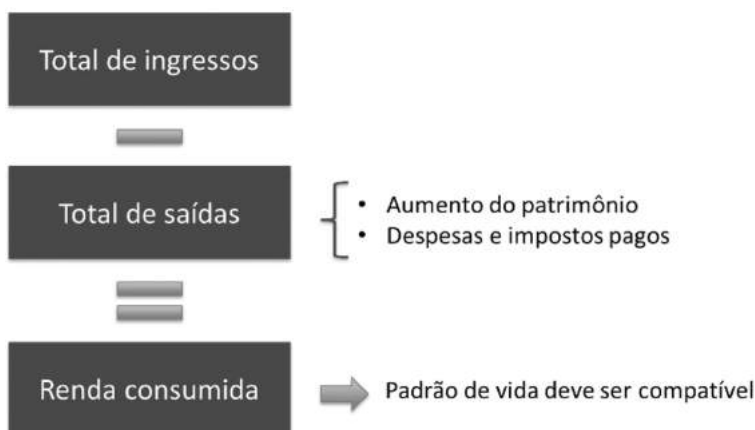 Total de ingressos
Total de saídas
• Aumento do patrimônio
• Despesas e impostos pagos
Renda consumida
Padrão de vida deve ser compatível